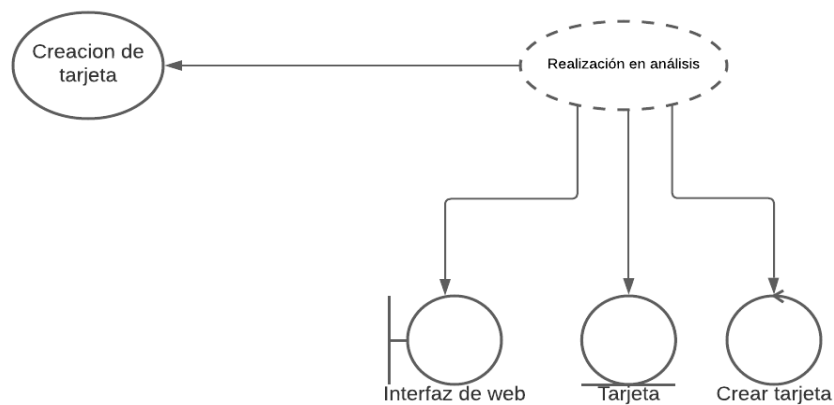 Creacion de
tarjeta
Realización en análisis
Interfaz de web
Tarjeta
Crear tarjeta